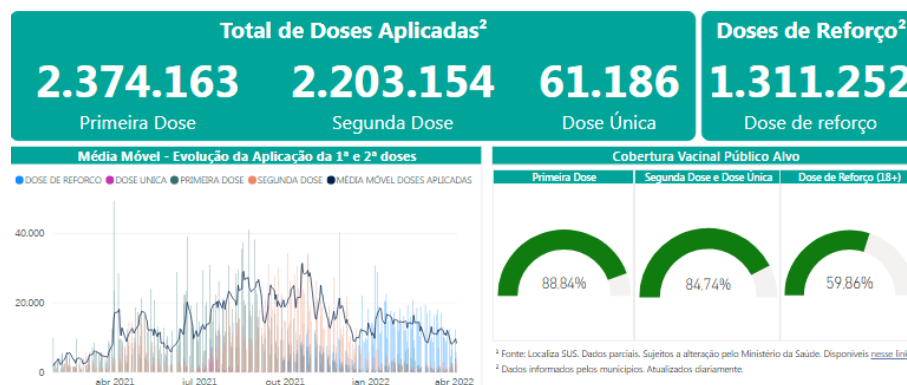 Total de Doses Aplicadas²
2.374.163
2.203.154
61.186
Primeira Dose
Segunda Dose
Dose Única
Doses de Reforço²
1.311.252
Dose de reforço
Média Móvel - Evolução da Aplicação da 1ª e 2ª doses
DOSE DE REFORCO DOSE UNICA PRIMEIRA DOSE SEGUNDA DOSE MÉDIA MÓVEL DOSES APLICADAS
40.000
20.000
0
abr 2021 jul 2021 out 2021 jan 2022 abr 2022
Cobertura Vacinal Público Alvo
Primeira Dose
Segunda Dose e Dose Única
Dose de Reforço (18+)
88.84%
84.74%
59.86%
¹ Fonte: Localiza SUS. Dados parciais. Sujeitos a alteração pelo Ministério da Saúde. Disponíveis nesse link
² Dados informados pelos municípios. Atualizados diariamente.